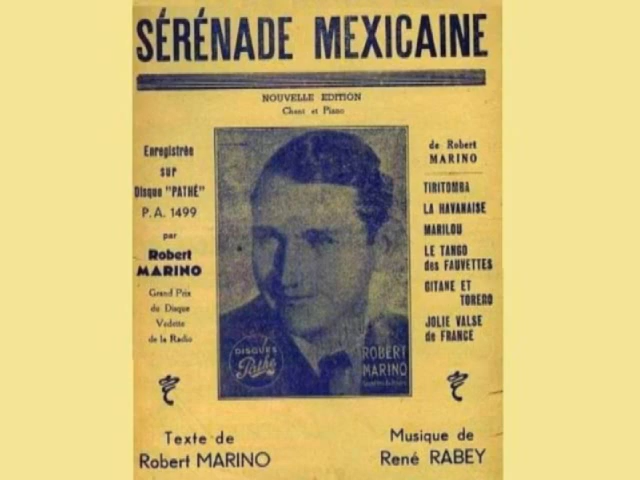 SÉRÉNADE MEXICAINE
NOUVELLE EDITION
Chant et Piano
Enregistrée
sur
Disque "PATHÉ"
P.A. 1499
par
Robert
MARINO
Grand Prix
du Disque
Vedette
de la Radio
DISQUES
Pathé
ROBERT
MARINO
de Robert
MARINO
TIRITOMBA
LA HAVANAISE
MARILOU
LE TANGO
des FAUVETTES
GITANE ET
TORERO
JOLIE VALSE
de FRANCE
Texte de
Robert MARINO
Musique de
René RABEY